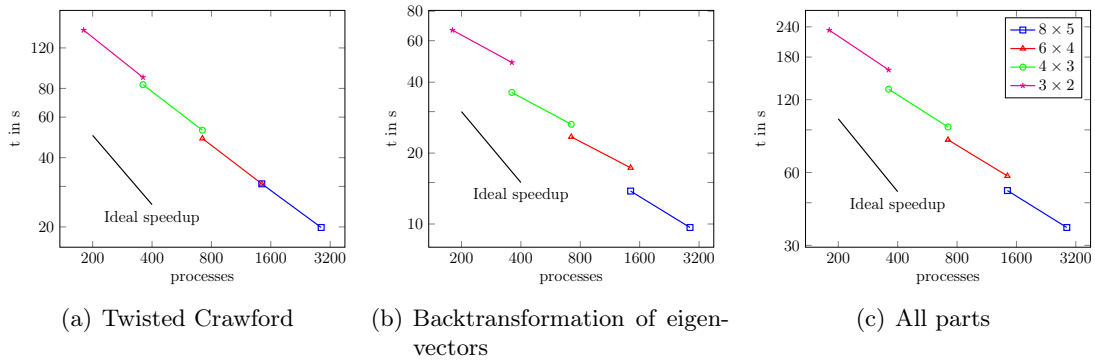 120
80
60
40
20
t in s
Ideal speedup
200 400 800 1600 3200
processes
(a) Twisted Crawford
80
60
40
20
10
t in s
Ideal speedup
200 400 800 1600 3200
processes
(b) Backtransformation of eigen-
vectors
240
180
120
60
30
t in s
8 × 5
6 × 4
4 × 3
3 × 2
Ideal speedup
200 400 800 1600 3200
processes
(c) All parts